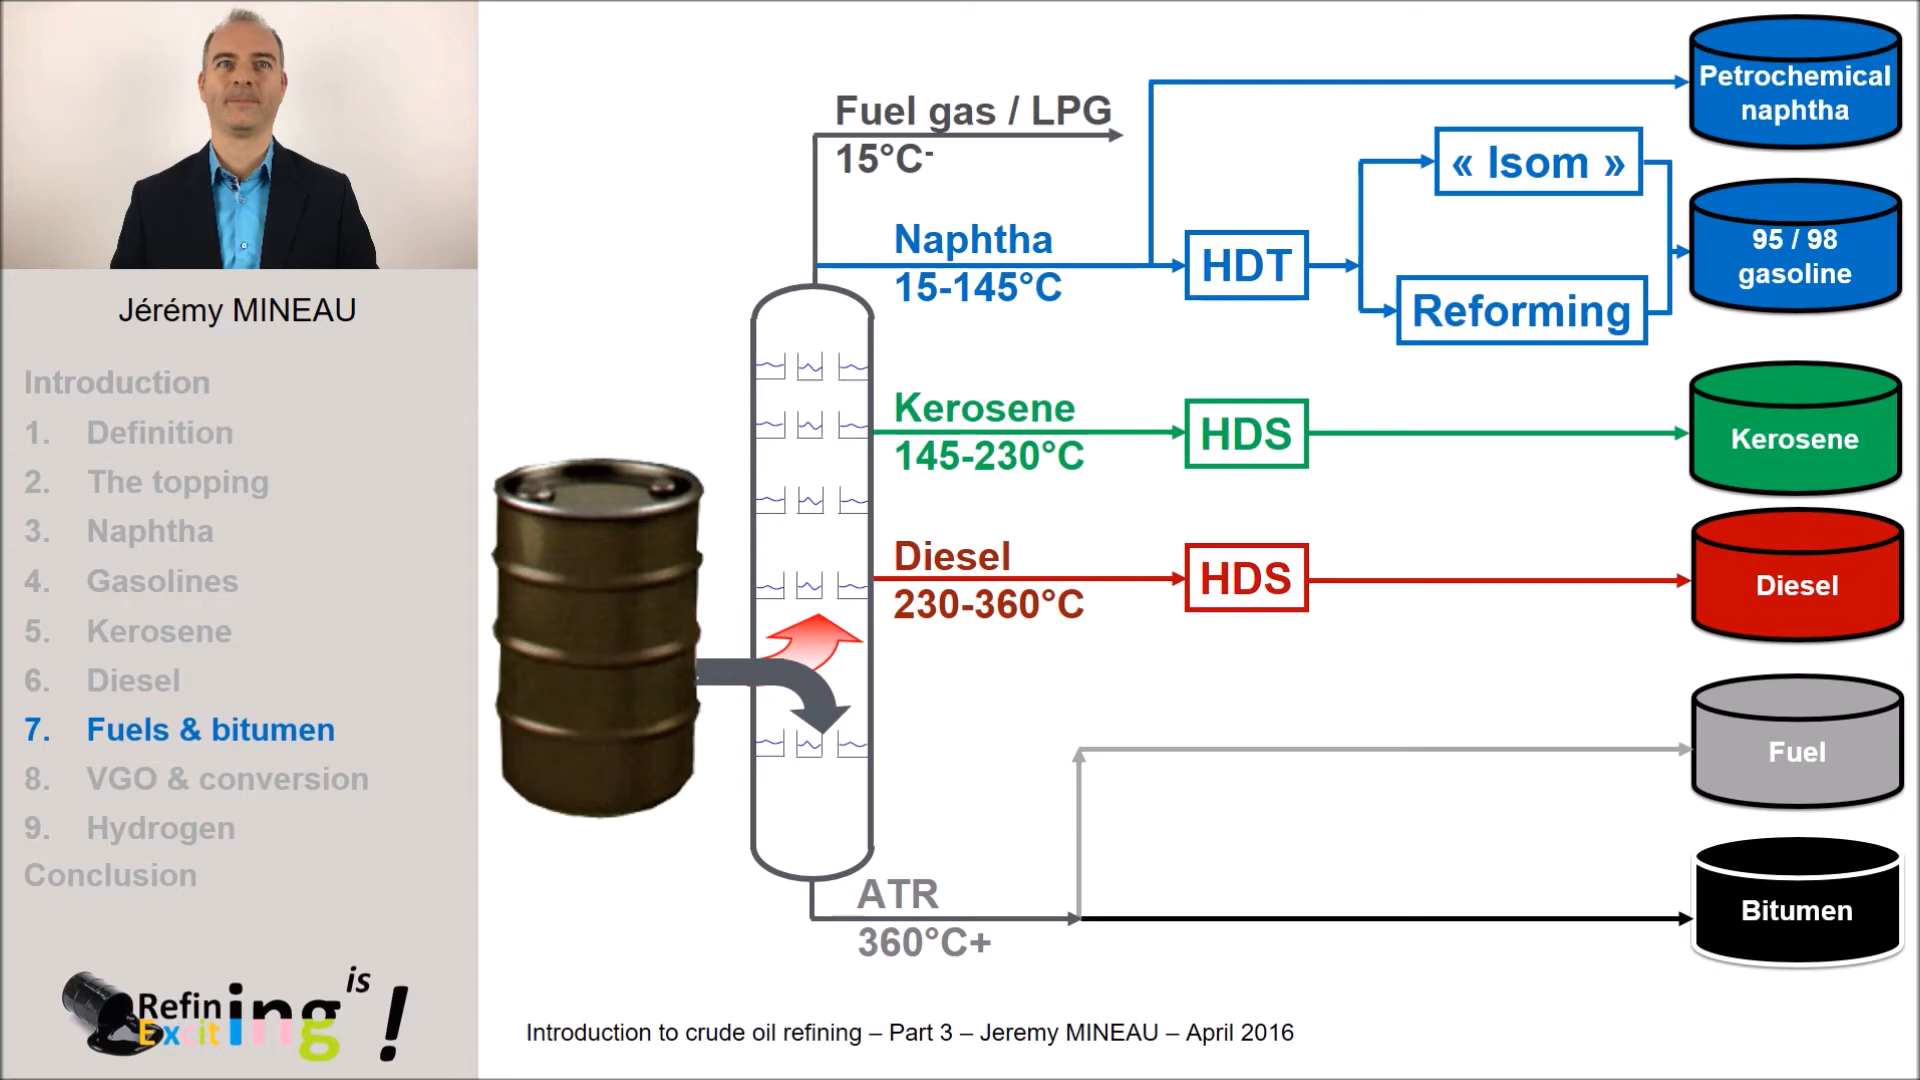 Jérémy MINEAU
Introduction
1. Definition
2. The topping
3. Naphtha
4. Gasolines
5. Kerosene
6. Diesel
7. Fuels & bitumen
8. VGO & conversion
9. Hydrogen
Conclusion
Refining
is
Exciting
!
Fuel gas / LPG
15°C-
Naphtha
15-145°C
HDT
« Isom »
Reforming
Petrochemical
naphtha
95 / 98
gasoline
Kerosene
145-230°C
HDS
Kerosene
Diesel
230-360°C
HDS
Diesel
Fuel
ATR
360°C+
Bitumen
Introduction to crude oil refining – Part 3 – Jeremy MINEAU – April 2016